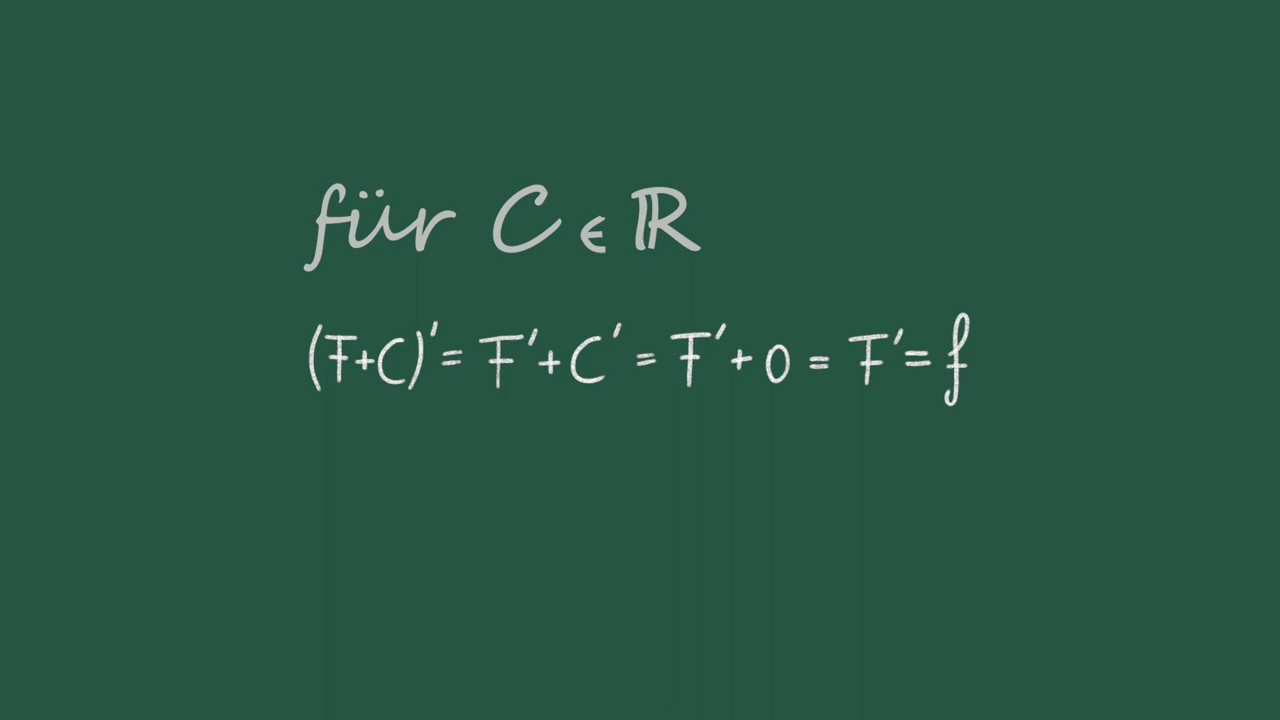 für C ∈ ℝ
(F+C)' = F'+C' = F'+0 = F' = f